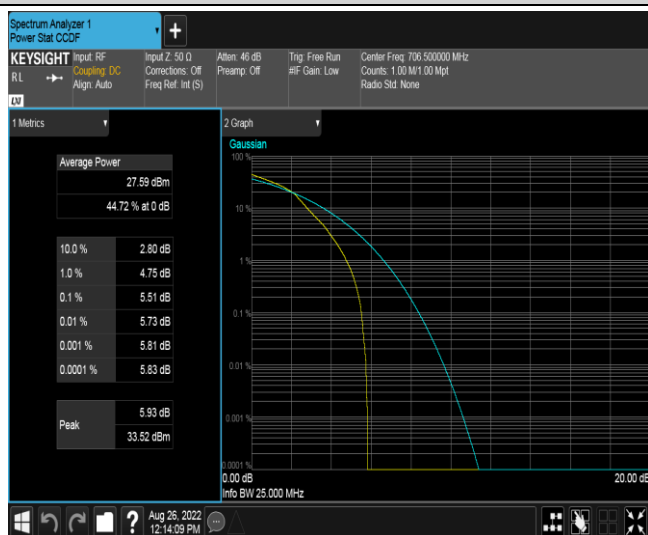 Spectrum Analyzer 1
Power Stat CCDF
KEYSIGHT
RL
LXI
Input: RF
Coupling: DC
Align: Auto
Input Z: 50 Ω
Corrections: Off
Freq Ref: Int (S)
Atten: 46 dB
Preamp: Off
Trig: Free Run
#IF Gain: Low
Center Freq: 706.500000 MHz
Counts: 1.00 M/1.00 Mpt
Radio Std: None
1 Metrics
Average Power
27.59 dBm
44.72 % at 0 dB
10.0 % 2.80 dB
1.0 % 4.75 dB
0.1 % 5.51 dB
0.01 % 5.73 dB
0.001 % 5.81 dB
0.0001 % 5.83 dB
Peak
5.93 dB
33.52 dBm
2 Graph
Gaussian
100 %
10 %
1 %
0.1 %
0.01 %
0.001 %
0.0001 %
0.00 dB
20.00 dB
Info BW 25.000 MHz
?
Aug 26, 2022
12:14:09 PM